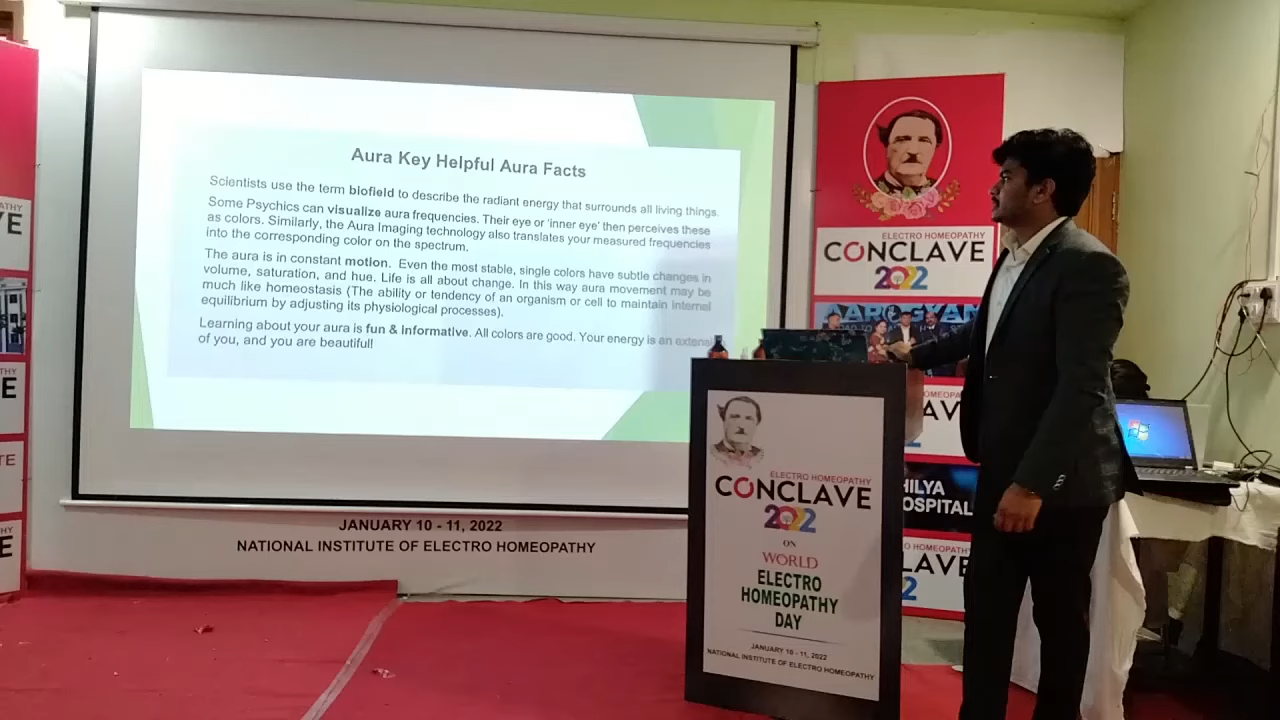 Aura Key Helpful Aura Facts
Scientists use the term biofield to describe the radiant energy that surrounds all living things.
Some Psychics can visualize aura frequencies. Their eye or 'inner eye' then perceives these
as colors. Similarly, the Aura Imaging technology also translates your measured frequencies
into the corresponding color on the spectrum.
The aura is in constant motion. Even the most stable, single colors have subtle changes in
volume, saturation, and hue. Life is all about change. In this way aura movement may be
much like homeostasis (The ability or tendency of an organism or cell to maintain internal
equilibrium by adjusting its physiological processes).
Learning about your aura is fun & Informative. All colors are good. Your energy is an extens
of you, and you are beautiful!
JANUARY 10 - 11, 2022
NATIONAL INSTITUTE OF ELECTRO HOMEOPATHY
ELECTRO HOMEOPATHY
CONCLAVE
2022
AAROGYAM
AVE
2
HILYA
OSPITAL
LAVE
2
ELECTRO HOMEOPATHY
CONCLAVE
2022
ON
WORLD
ELECTRO
HOMEOPATHY
DAY
JANUARY 10 - 11, 2022
NATIONAL INSTITUTE OF ELECTRO HOMEOPATHY